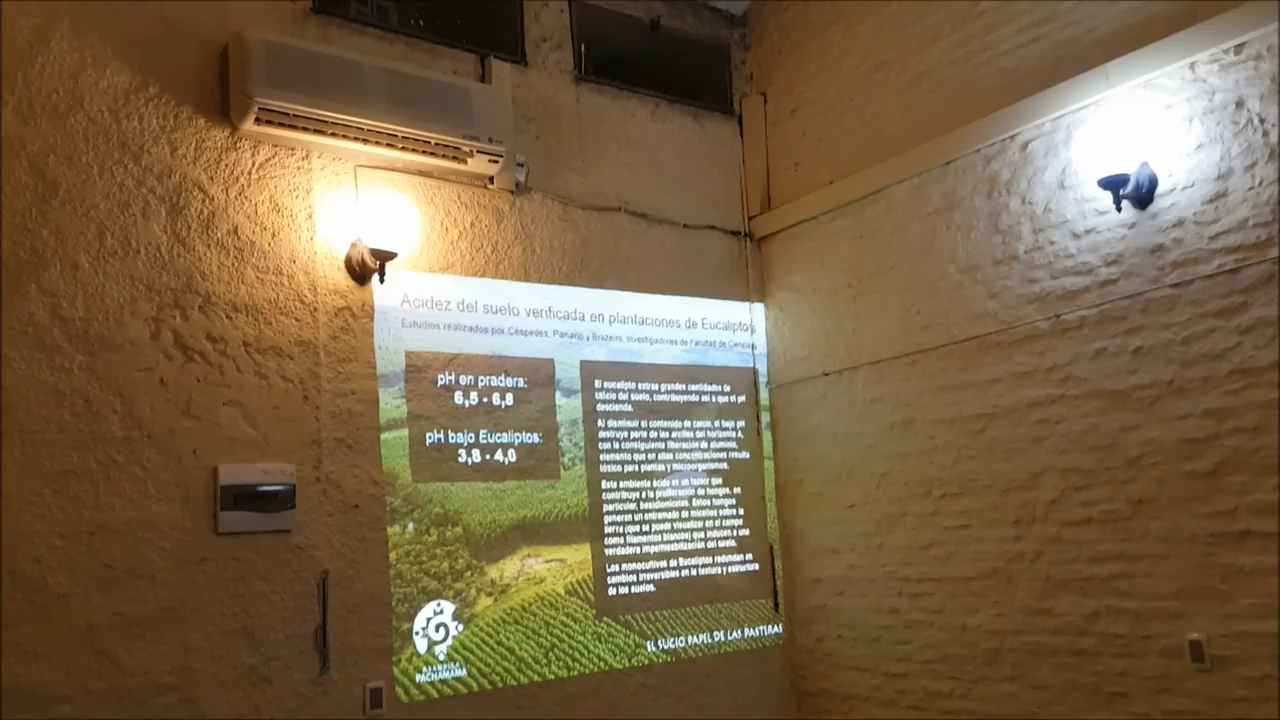 Acidez del suelo verificada en plantaciones de Eucaliptos
Estudios realizados por Céspedes, Panario y Brazeiro, Investigadores de Facultad de Ciencias
pH en pradera:
6,5 - 6,8
pH bajo Eucaliptos:
3,8 - 4,0
El eucalipto extrae grandes cantidades de
calcio del suelo, contribuyendo así a que el pH
descienda.
Al disminuir el contenido de calcio, el bajo pH
destruye parte de las arcillas del horizonte A,
con la consiguiente liberación de aluminio,
elemento que en altas concentraciones resulta
tóxico para plantas y microorganismos.
Este ambiente ácido es un factor que
contribuye a la proliferación de hongos, en
particular, basidiomicetes. Estos hongos
generan un entramado de micelios sobre la
tierra (que se puede visualizar en el campo
como filamentos blancos) que inducen a una
verdadera impermeabilización del suelo.
Los monocultivos de Eucaliptos redundan en
cambios irreversibles en la textura y estructura
de los suelos.
ASAMBLEA
PACHAMAMA
EL SUCIO PAPEL DE LAS PASTERAS